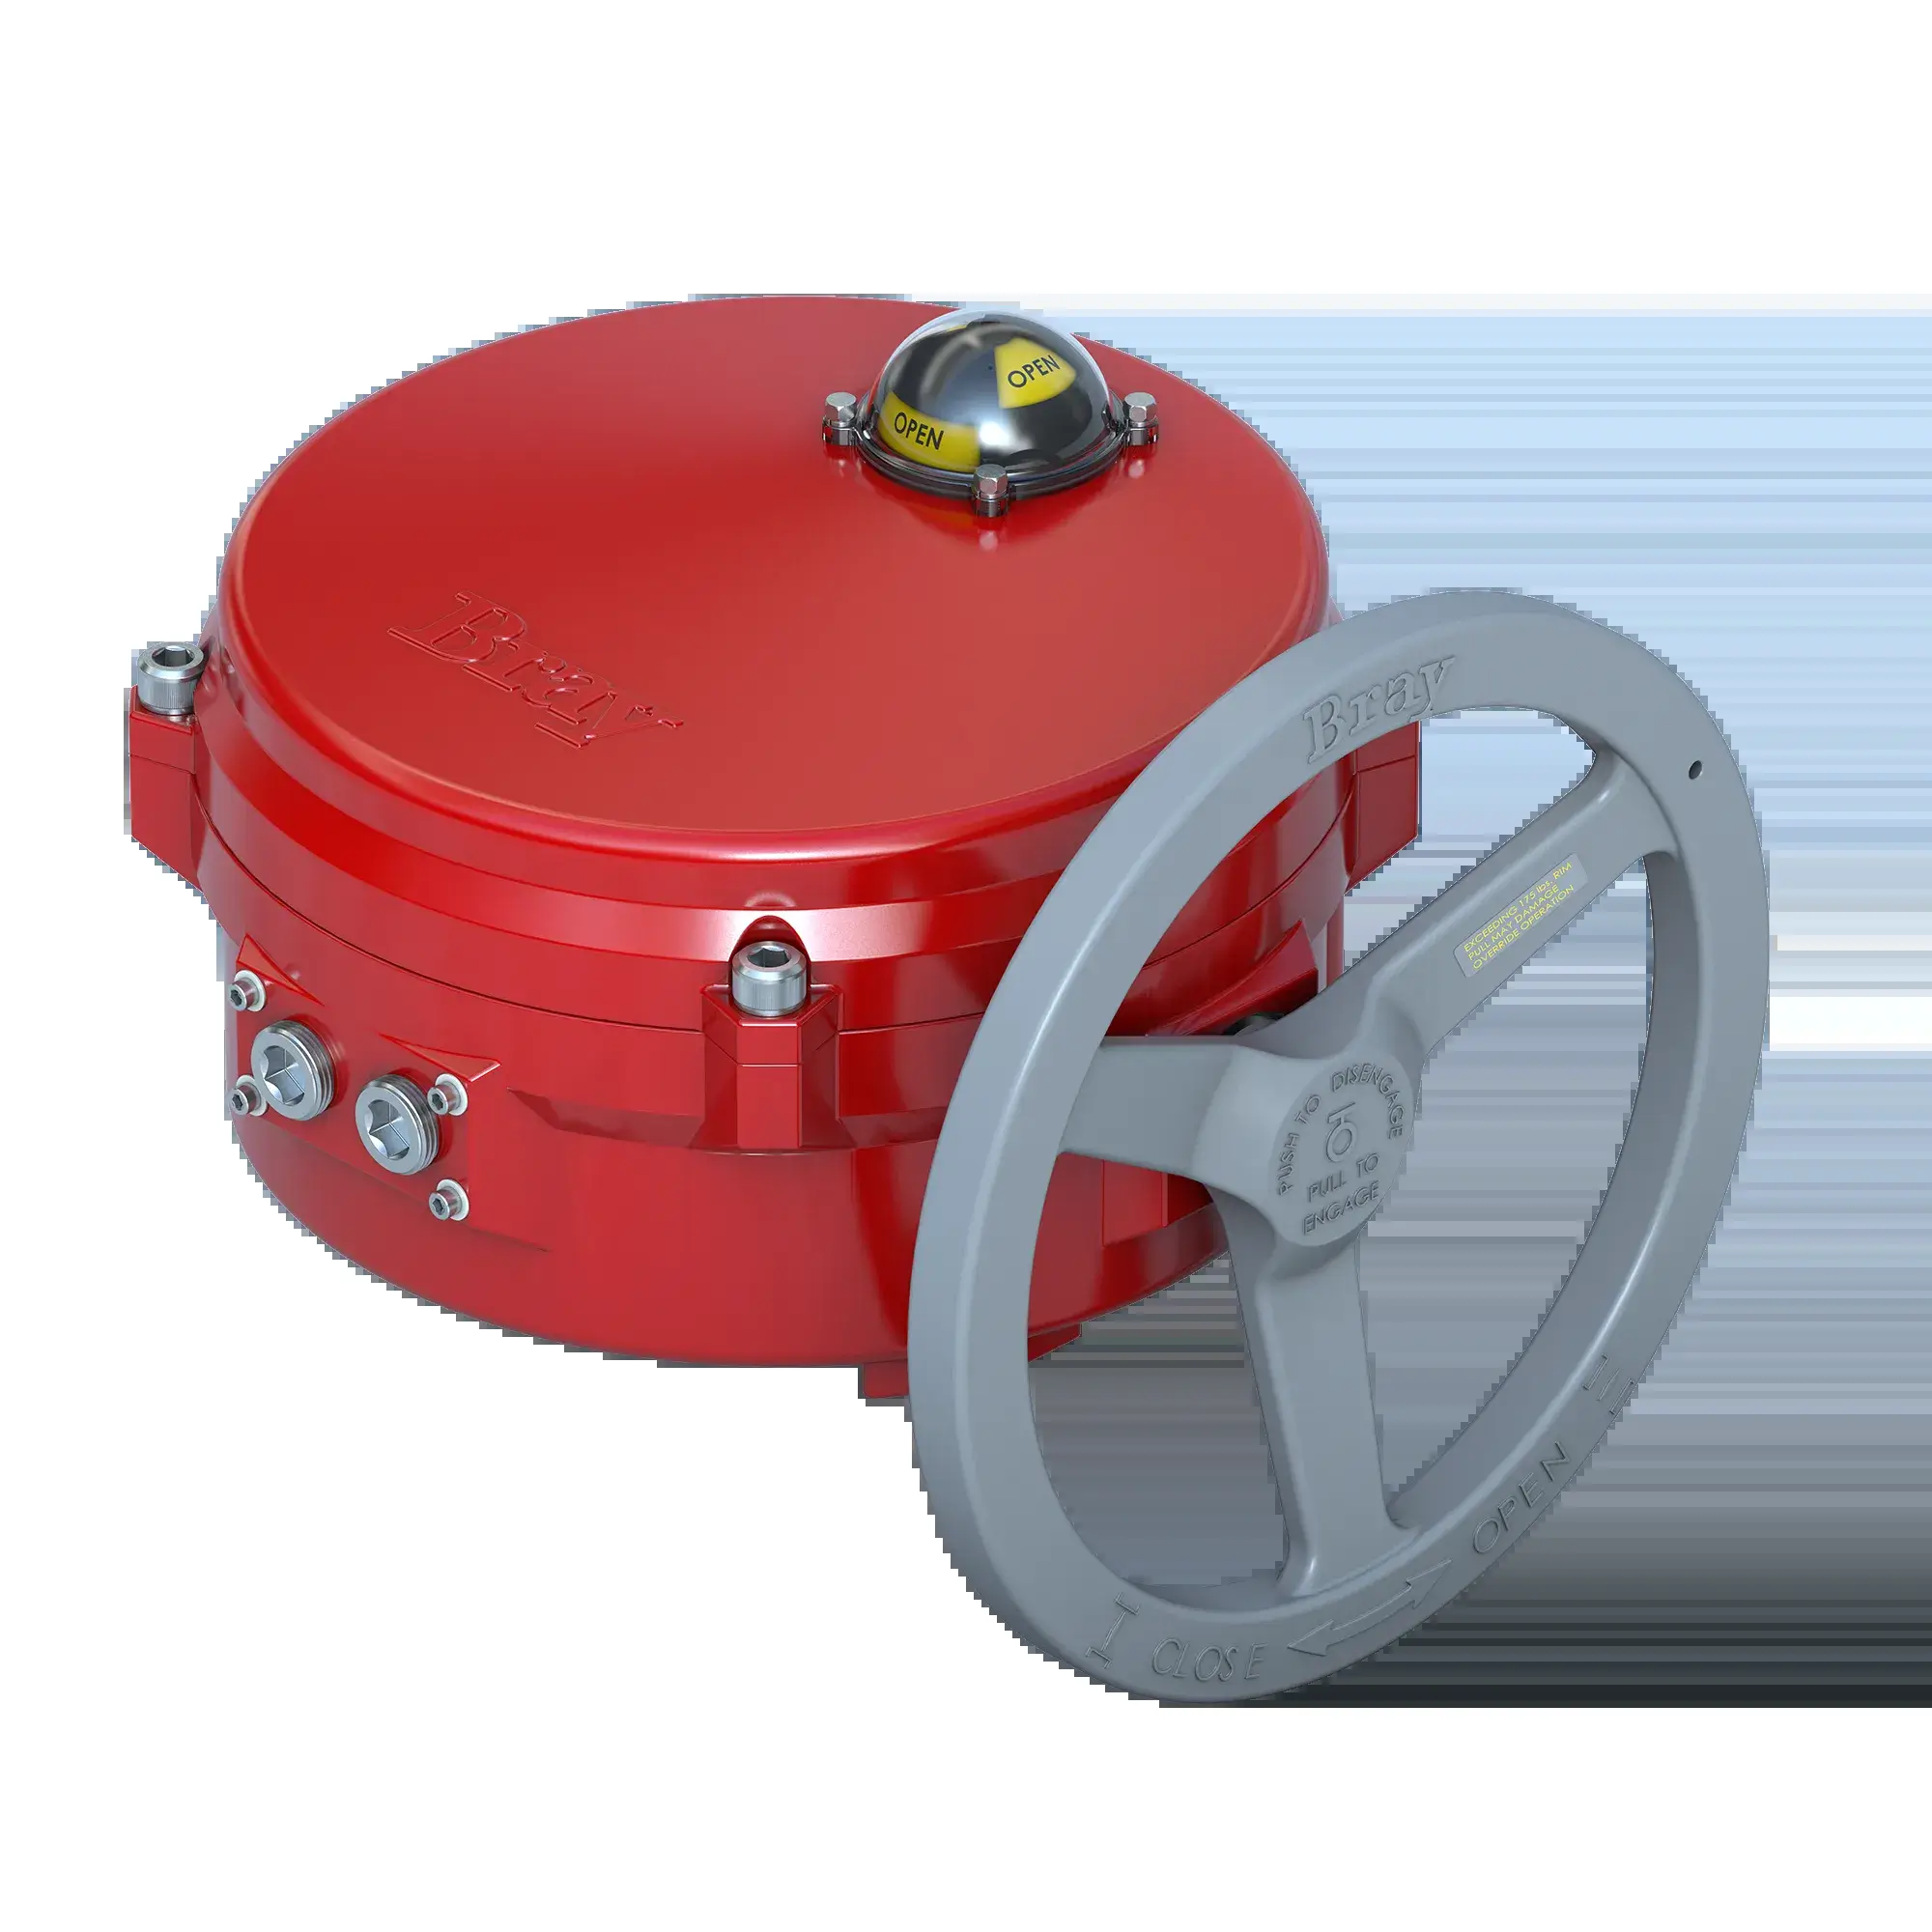 OPEN
OPEN
Bray
Bray
EXCEEDING 175 lbf. RIM
PULL MAY DAMAGE
OVERRIDE OPERATION
PUSH TO DISENGAGE
PULL TO
ENGAGE
CLOSE
OPEN